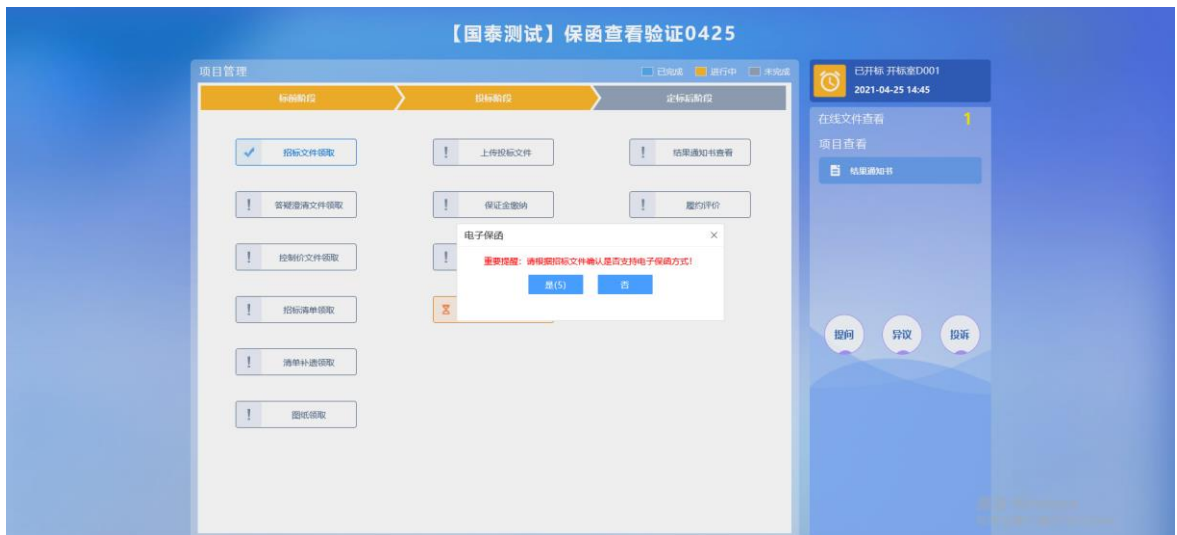 【国泰测试】保函查看验证0425
项目管理
已完成 进行中 未完成
标前阶段 投标阶段 定标后阶段
招标文件领取
答疑澄清文件领取
控制价文件领取
招标清单领取
清单补遗领取
图纸领取
上传投标文件
保证金缴纳
结果通知书查看
履约评价
电子保函
重要提醒：请根据招标文件确认是否支持电子保函方式！
是(5) 否
已开标 开标室D001
2021-04-25 14:45
在线文件查看 1
项目查看
结果通知书
提问 异议 投诉